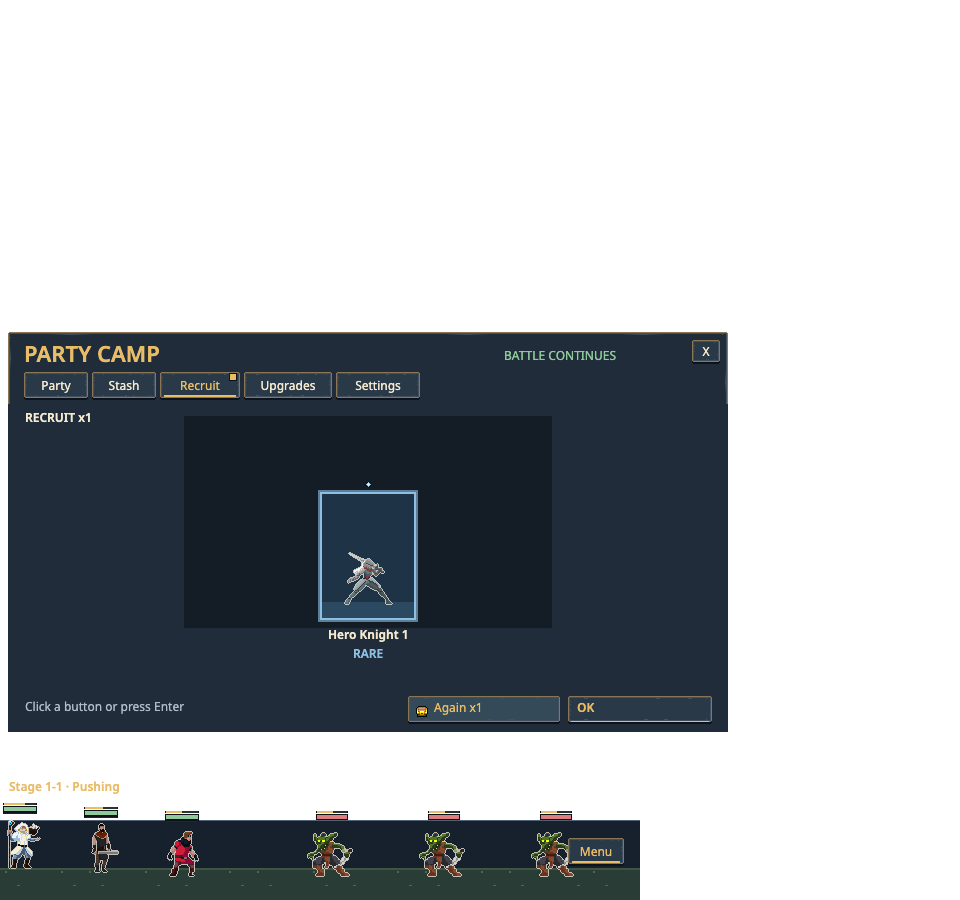 PARTY CAMP
BATTLE CONTINUES
X
Party
Stash
Recruit
Upgrades
Settings
RECRUIT x1
Hero Knight 1
RARE
Click a button or press Enter
Again x1
OK
Stage 1-1 · Pushing
Menu